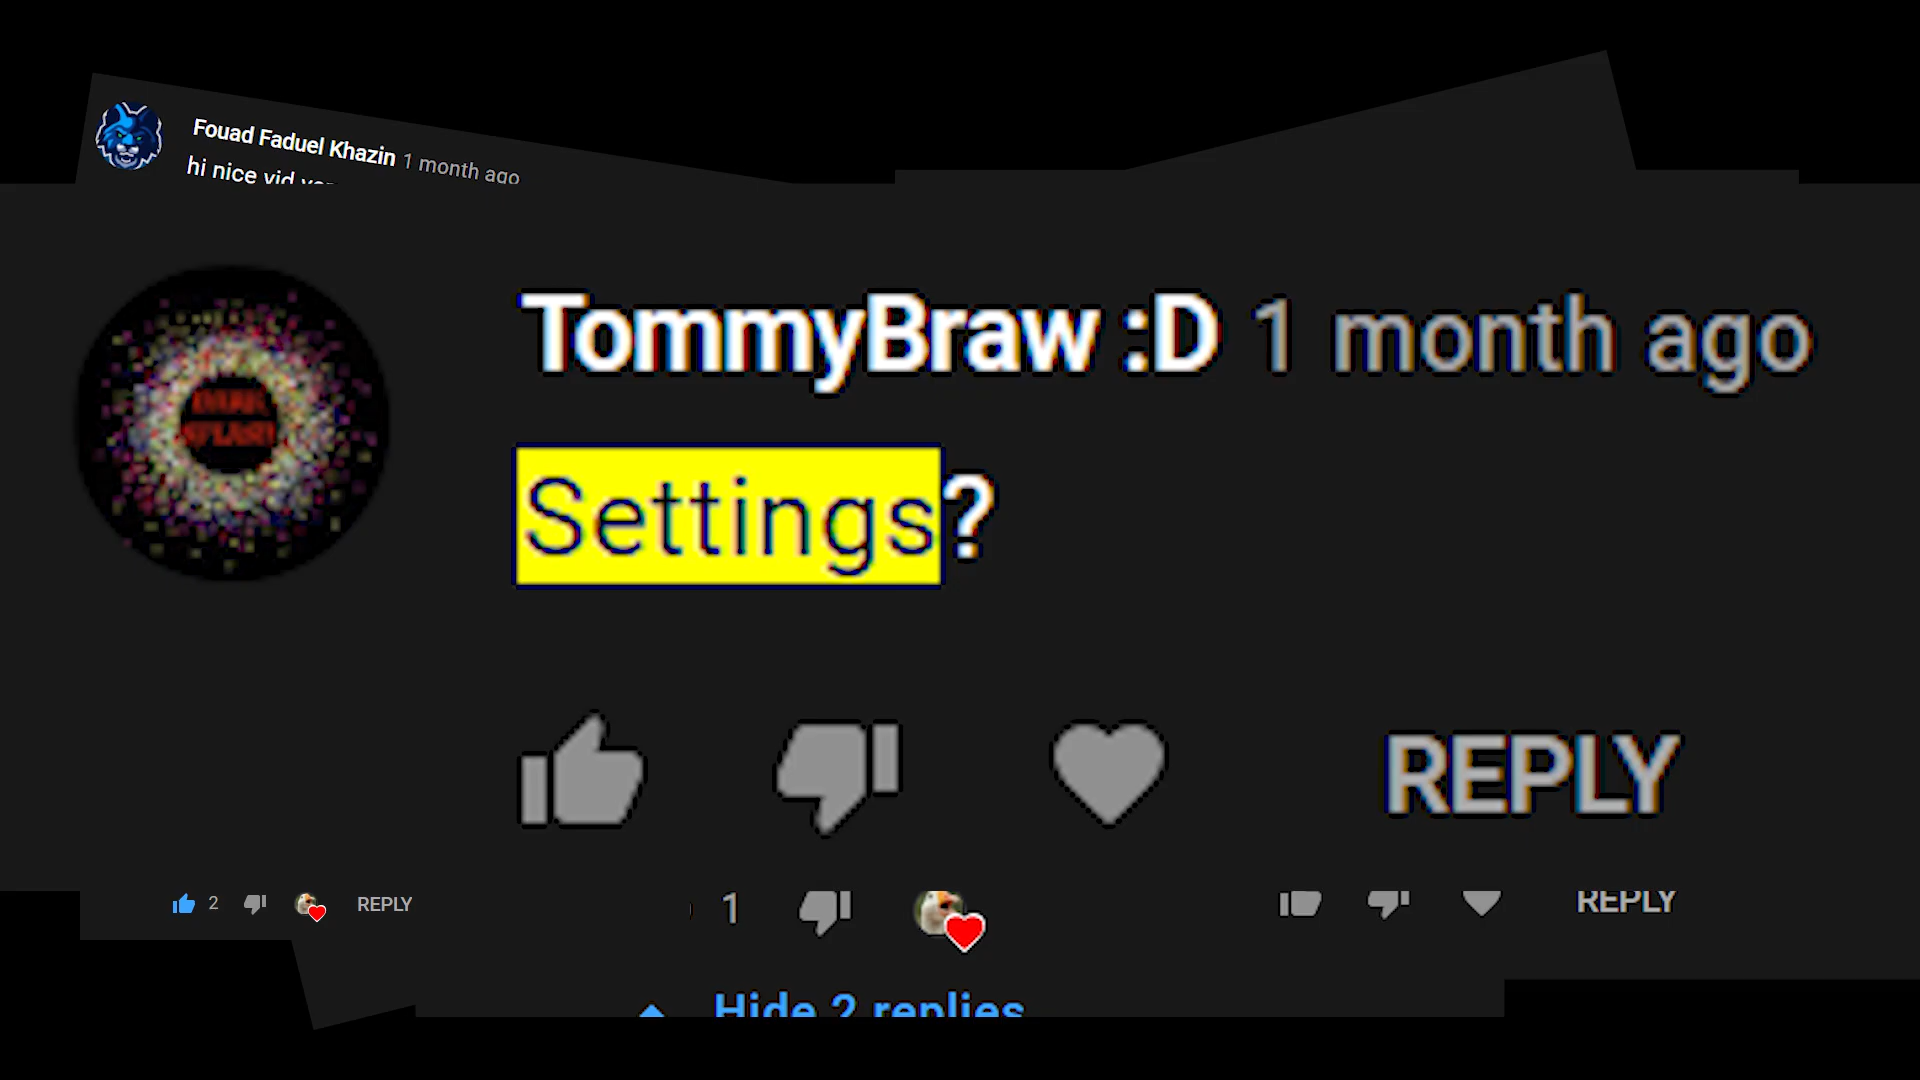 Fouad Faduel Khazin 1 month ago
hi nice vid
TommyBraw :D 1 month ago
Settings?
REPLY
2 REPLY
1
REPLY
Hide 2 replies